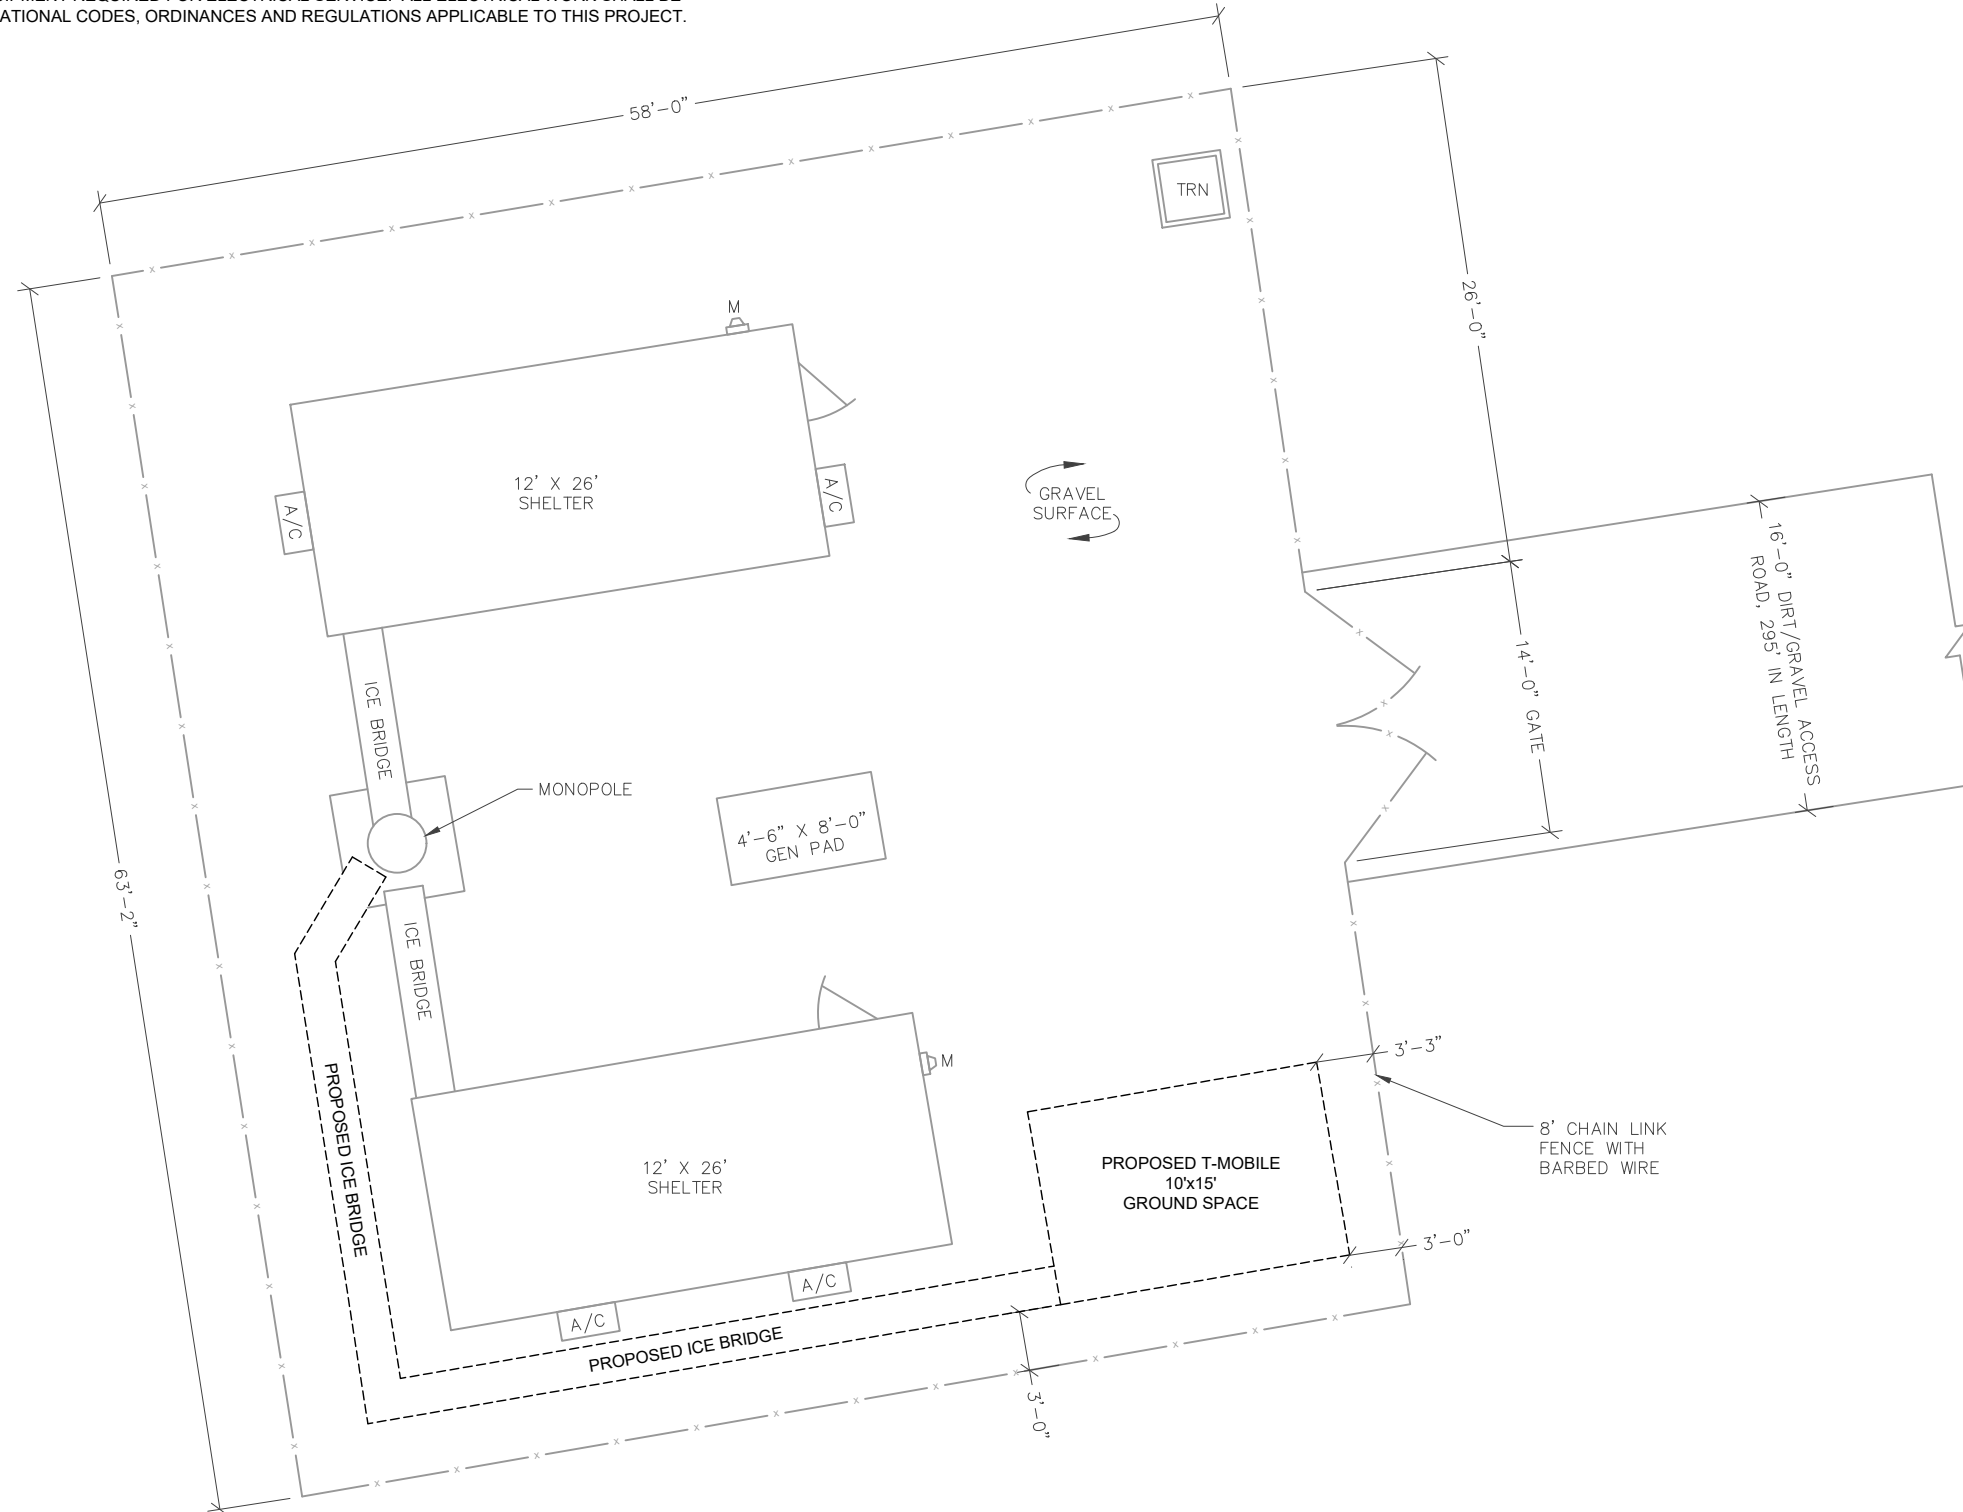 ATIONAL CODES, ORDINANCES AND REGULATIONS APPLICABLE TO THIS PROJECT.
58'-0"
TRN
26'-0"
M
12' X 26'
SHELTER
A/C
A/C
GRAVEL
SURFACE
16'-0" DIRT/GRAVEL ACCESS
ROAD, 295' IN LENGTH
14'-0" GATE
ICE BRIDGE
MONOPOLE
4'-6" X 8'-0"
GEN PAD
63'-2"
ICE BRIDGE
3'-3"
M
8' CHAIN LINK
FENCE WITH
BARBED WIRE
PROPOSED ICE BRIDGE
12' X 26'
SHELTER
PROPOSED T-MOBILE
10'x15'
GROUND SPACE
3'-0"
A/C
A/C
PROPOSED ICE BRIDGE
3'-0"